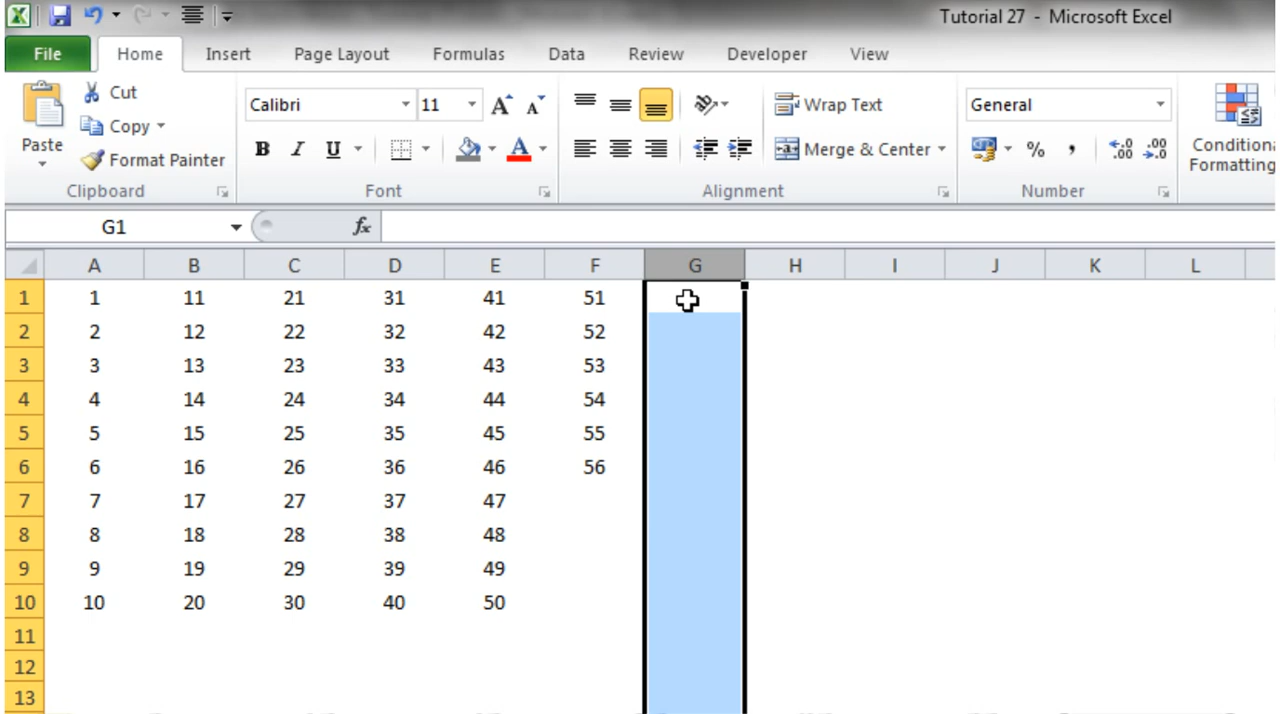 Tutorial 27 - Microsoft Excel
File Home Insert Page Layout Formulas Data Review Developer View
Cut
Calibri 11 A A Wrap Text General
Copy
Paste
Format Painter B I U A Merge & Center % , .00 .00 Conditiona
Formatting
Clipboard Font Alignment Number
G1 fx
A B C D E F G H I J K L
1 1 11 21 31 41 51
2 2 12 22 32 42 52
3 3 13 23 33 43 53
4 4 14 24 34 44 54
5 5 15 25 35 45 55
6 6 16 26 36 46 56
7 7 17 27 37 47
8 8 18 28 38 48
9 9 19 29 39 49
10 10 20 30 40 50
11
12
13